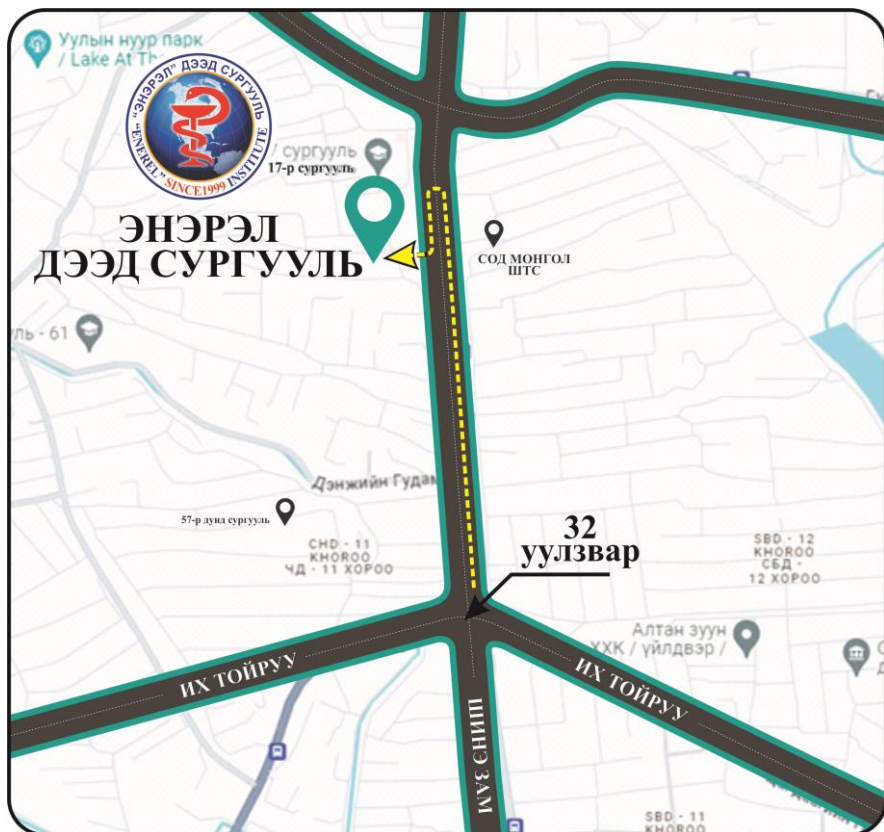 Уулын нуур парк
/ Lake At Th
"ЭНЭРЭЛ" ДЭЭД СУРГУУЛЬ
"ENEREL" SINCE1999 INSTITUTE
/ сургууль
17-р сургууль
ЭНЭРЭЛ
ДЭЭД СУРГУУЛЬ
СОД МОНГОЛ
ШТС
ль - 61
Дэнжийн Гудам
57-р дунд сургууль
32
уулзвар
CHD - 11
KHOROO
ЧД - 11 ХОРОО
SBD - 12
KHOROO
СБД -
12 ХОРОО
Алтан зуун
ХХК / үйлдвэр /
ИХ ТОЙРУУ
ИХ ТОЙРУУ
ШИНЭ ЗАМ
SBD - 11
KHOROO